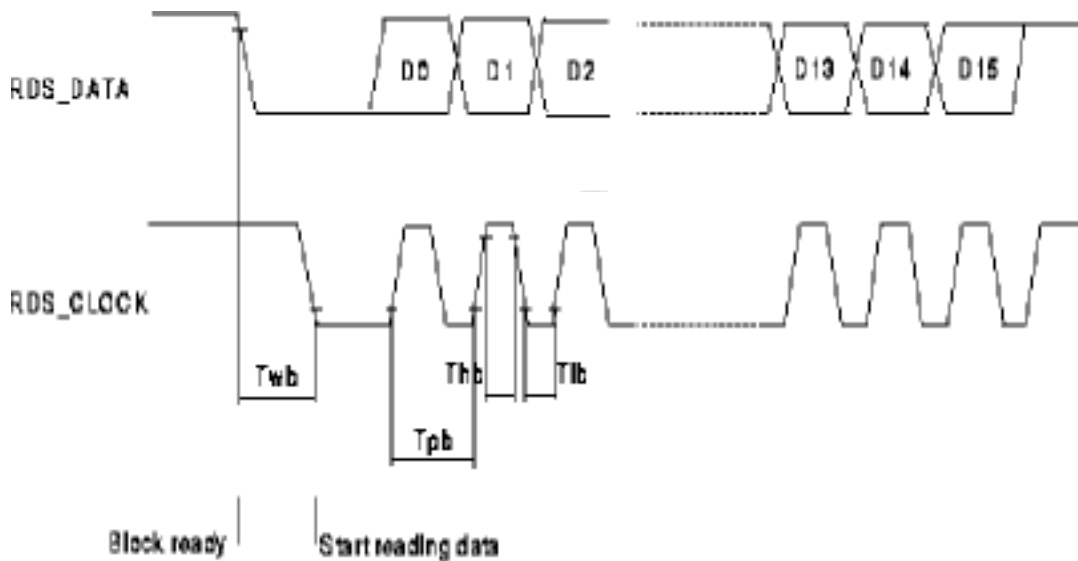 RDS_DATA
D0 D1 D2 D13 D14 D15
RDS_CLOCK
Twb
Thb
Tlb
Tpb
Block ready
Start reading data